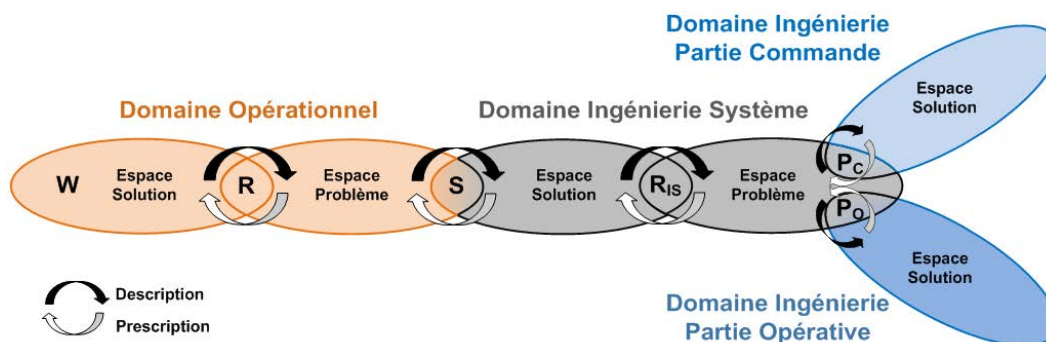 Domaine Ingénierie
Partie Commande
Espace
Solution
Domaine Opérationnel
Domaine Ingénierie Système
W
Espace
Solution
R
Espace
Problème
S
Espace
Solution
RIS
Espace
Problème
PC
PO
Espace
Solution
Description
Prescription
Domaine Ingénierie
Partie Opérative